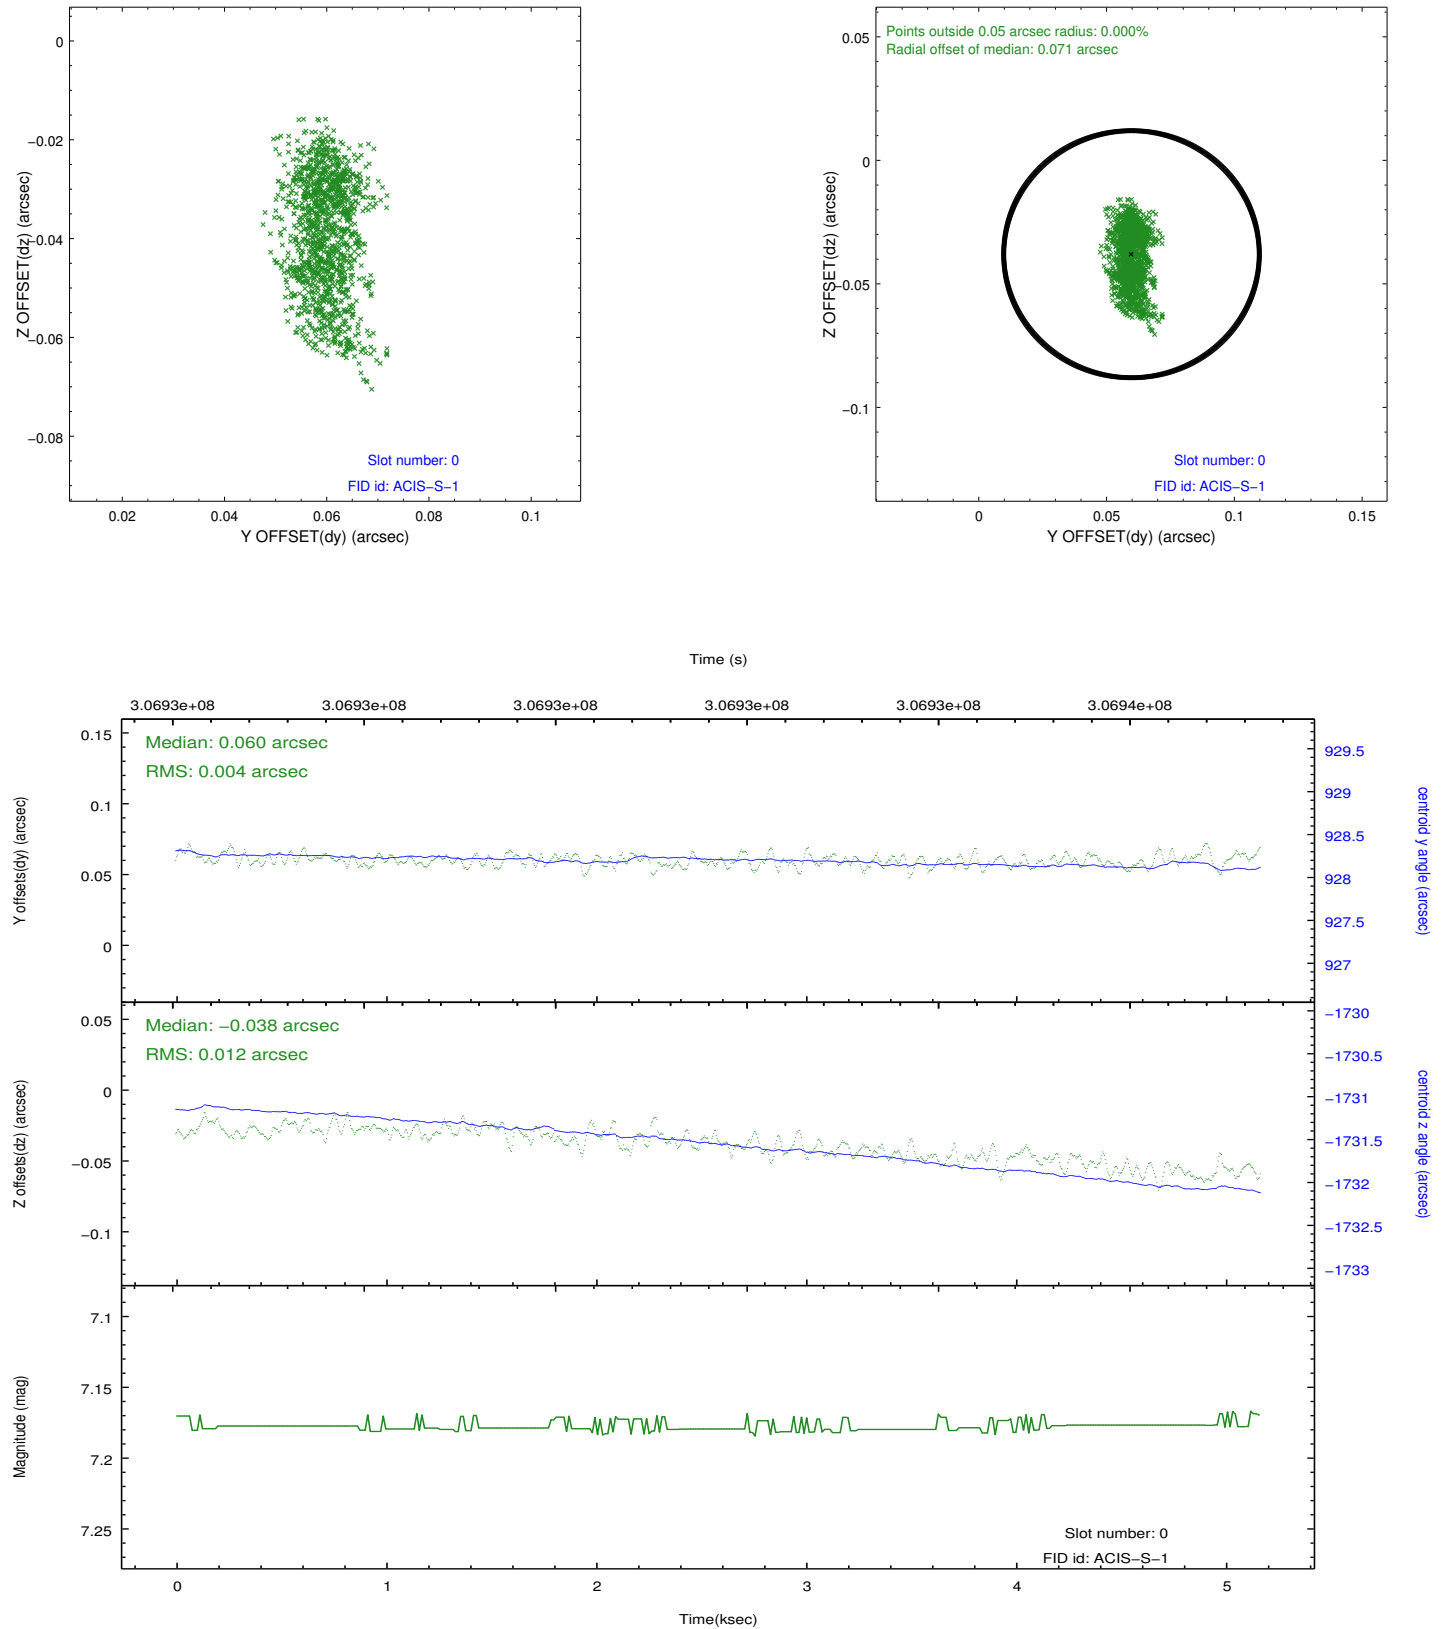 0
−0.02
−0.04
−0.06
−0.08
Z OFFSET(dz) (arcsec)
Slot number: 0
FID id: ACIS−S−1
0.02 0.04 0.06 0.08 0.1
Y OFFSET(dy) (arcsec)
Points outside 0.05 arcsec radius: 0.000%
Radial offset of median: 0.071 arcsec
0.05
0
−0.05
−0.1
Z OFFSET(dz) (arcsec)
Slot number: 0
FID id: ACIS−S−1
0 0.05 0.1 0.15
Y OFFSET(dy) (arcsec)
Time (s)
3.0693e+08 3.0693e+08 3.0693e+08 3.0693e+08 3.0693e+08 3.0694e+08
Median: 0.060 arcsec
RMS: 0.004 arcsec
0.15
0.1
0.05
0
Y offsets(dy) (arcsec)
929.5
929
928.5
928
927.5
927
centroid y angle (arcsec)
Median: −0.038 arcsec
RMS: 0.012 arcsec
0.05
0
−0.05
−0.1
Z offsets(dz) (arcsec)
−1730
−1730.5
−1731
−1731.5
−1732
−1732.5
−1733
centroid z angle (arcsec)
7.1
7.15
7.2
7.25
Magnitude (mag)
Slot number: 0
FID id: ACIS−S−1
0 1 2 3 4 5
Time(ksec)